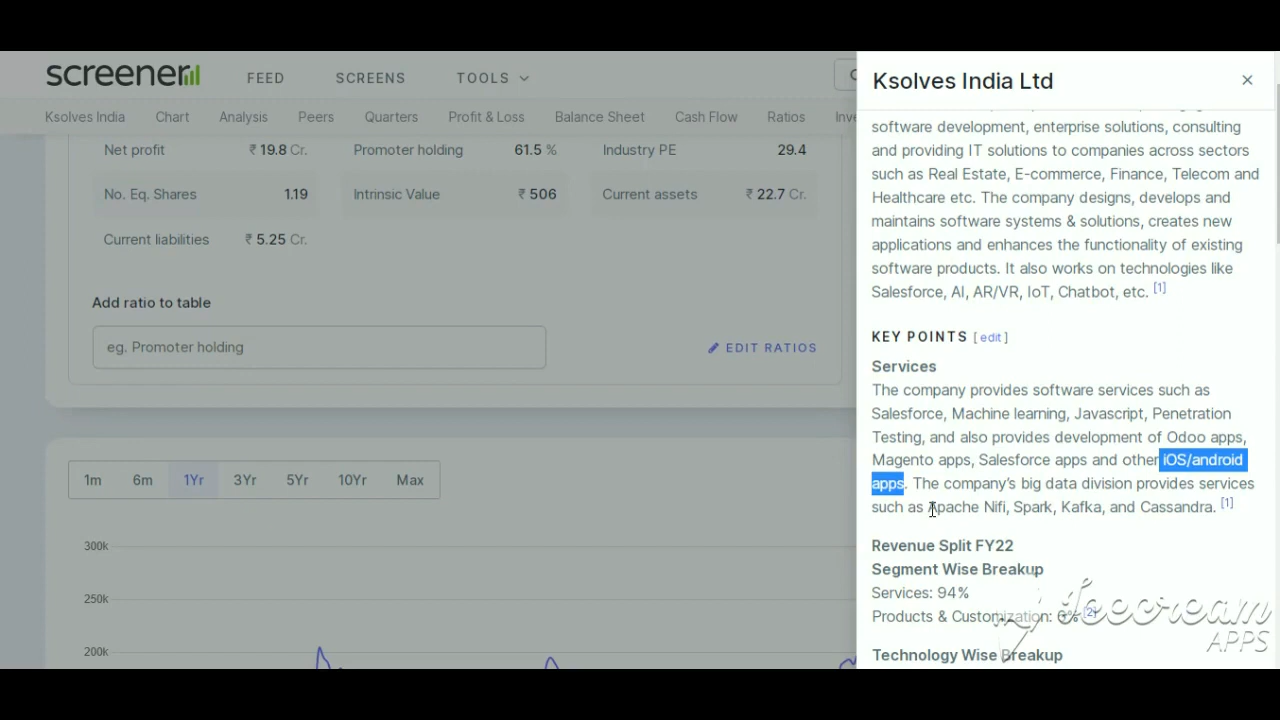 screener
FEED
SCREENS
TOOLS
Ksolves India
Chart
Analysis
Peers
Quarters
Profit & Loss
Balance Sheet
Cash Flow
Ratios
Inve
Net profit
₹ 19.8 Cr.
Promoter holding
61.5 %
Industry PE
29.4
No. Eq. Shares
1.19
Intrinsic Value
₹ 506
Current assets
₹ 22.7 Cr.
Current liabilities
₹ 5.25 Cr.
Add ratio to table
eg. Promoter holding
EDIT RATIOS
1m
6m
1Yr
3Yr
5Yr
10Yr
Max
300k
250k
200k
Ksolves India Ltd
software development, enterprise solutions, consulting
and providing IT solutions to companies across sectors
such as Real Estate, E-commerce, Finance, Telecom and
Healthcare etc. The company designs, develops and
maintains software systems & solutions, creates new
applications and enhances the functionality of existing
software products. It also works on technologies like
Salesforce, AI, AR/VR, IoT, Chatbot, etc. [1]
KEY POINTS [ edit ]
Services
The company provides software services such as
Salesforce, Machine learning, Javascript, Penetration
Testing, and also provides development of Odoo apps,
Magento apps, Salesforce apps and other iOS/android
apps. The company's big data division provides services
such as Apache Nifi, Spark, Kafka, and Cassandra. [1]
Revenue Split FY22
Segment Wise Breakup
Services: 94%
Products & Customization: 6% [2]
Technology Wise Breakup
Icecream
APPS